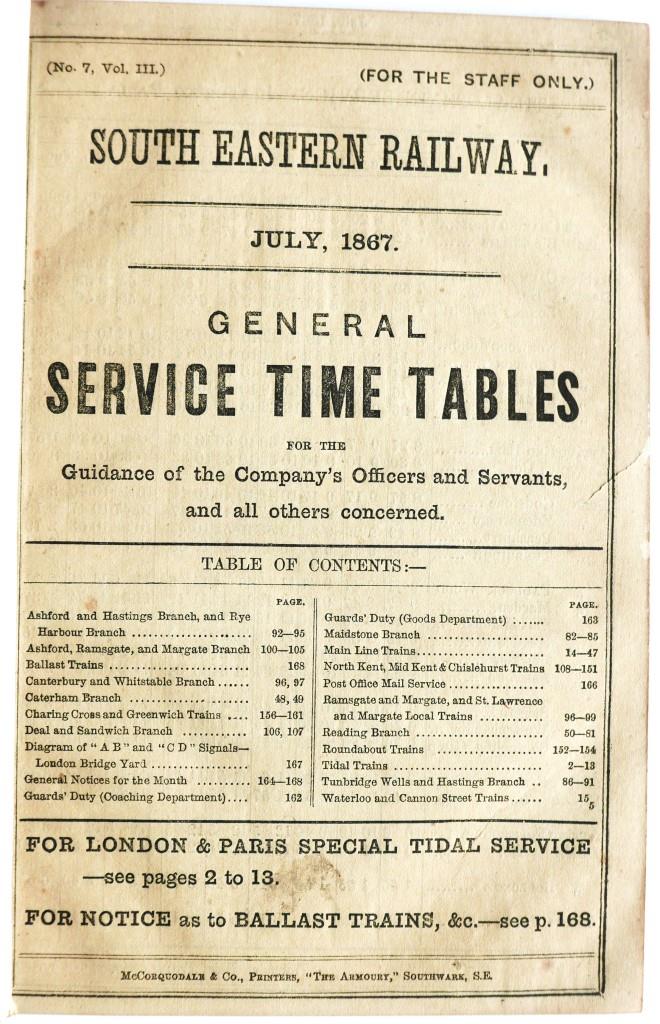 (No. 7, Vol. III.)
(FOR THE STAFF ONLY.)
SOUTH EASTERN RAILWAY.
JULY, 1867.
GENERAL
SERVICE TIME TABLES
FOR THE
Guidance of the Company's Officers and Servants,
and all others concerned.
TABLE OF CONTENTS:—
PAGE.
Ashford and Hastings Branch, and Rye
Harbour Branch ..................... 92—95
Ashford, Ramsgate, and Margate Branch 100—105
Ballast Trains ......................... 168
Canterbury and Whitstable Branch ...... 96, 97
Caterham Branch ..................... 48, 49
Charing Cross and Greenwich Trains .... 156—161
Deal and Sandwich Branch ............ 106, 107
Diagram of "A B" and "C D" Signals—
London Bridge Yard .................. 167
General Notices for the Month .......... 164—168
Guards' Duty (Coaching Department).... 162
PAGE.
Guards' Duty (Goods Department) ....... 163
Maidstone Branch ..................... 82—85
Main Line Trains....................... 14—47
North Kent, Mid Kent & Chislehurst Trains 108—151
Post Office Mail Service ................. 166
Ramsgate and Margate, and St. Lawrence
and Margate Local Trains ........... 96—99
Reading Branch ....................... 50—81
Roundabout Trains ................... 152—154
Tidal Trains ........................... 2—13
Tunbridge Wells and Hastings Branch .. 86—91
Waterloo and Cannon Street Trains ...... 155
FOR LONDON & PARIS SPECIAL TIDAL SERVICE
—see pages 2 to 13.
FOR NOTICE as to BALLAST TRAINS, &c.—see p. 168.
McCorquodale & Co., Printers, "The Armoury," Southwark, S.E.